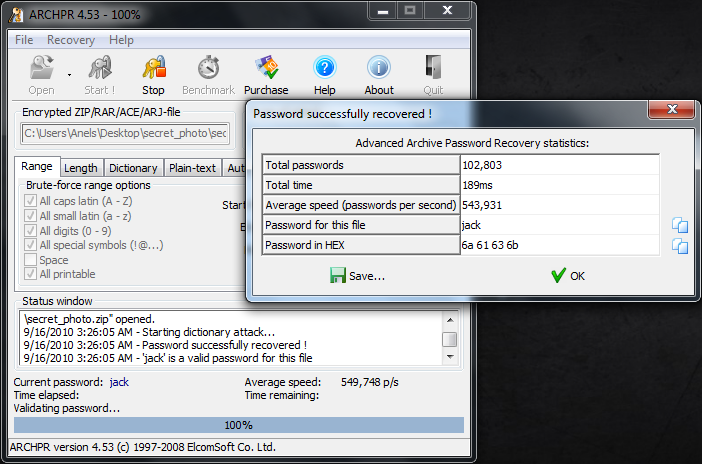 ARCHPR 4.53 - 100%
File Recovery Help
Open Start ! Stop Benchmark Purchase Help About Quit
Encrypted ZIP/RAR/ACE/ARJ-file
C:\Users\Anels\Desktop\secret_photo\sec
Range Length Dictionary Plain-text Aut
Brute-force range options
All caps latin (A - Z)
All small latin (a - z)
All digits (0 - 9)
All special symbols (!@...)
Space
All printable
Start
E
Password successfully recovered !
Advanced Archive Password Recovery statistics:
Total passwords 102,803
Total time 189ms
Average speed (passwords per second) 543,931
Password for this file jack
Password in HEX 6a 61 63 6b
Save... OK
Status window
\secret_photo.zip" opened.
9/16/2010 3:26:05 AM - Starting dictionary attack...
9/16/2010 3:26:05 AM - Password successfully recovered !
9/16/2010 3:26:05 AM - 'jack' is a valid password for this file
Current password: jack Average speed: 549,748 p/s
Time elapsed: Time remaining:
Validating password...
100%
ARCHPR version 4.53 (c) 1997-2008 ElcomSoft Co. Ltd.